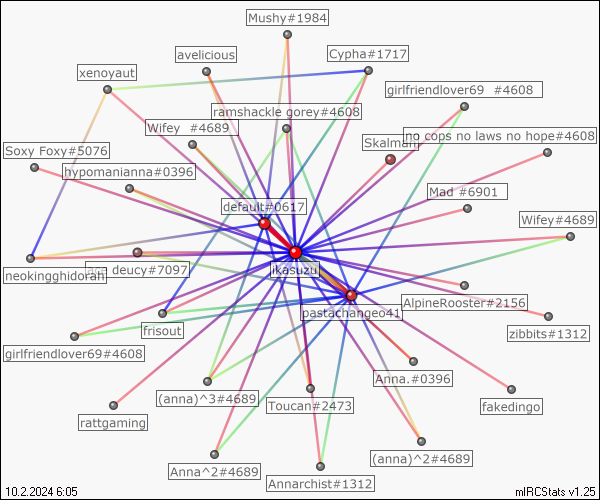 Mushy#1984
avelicious
Cypha#1717
xenoyaut
girlfriendlover69 #4608
ramshackle gorey#4608
Wifey #4689
Skalman
no cops no laws no hope#4608
Soxy Foxy#5076
hypomanianna#0396
Mad #6901
default#0617
Wifey#4689
neokingghidorah
deucy#7097
ikasuzu
AlpineRooster#2156
pastachangeo41
frisout
zibbits#1312
girlfriendlover69#4608
Anna.#0396
(anna)^3#4689
Toucan#2473
fakedingo
rattgaming
Anna^2#4689
(anna)^2#4689
Annarchist#1312
10.2.2024 6:05
mIRCStats v1.25